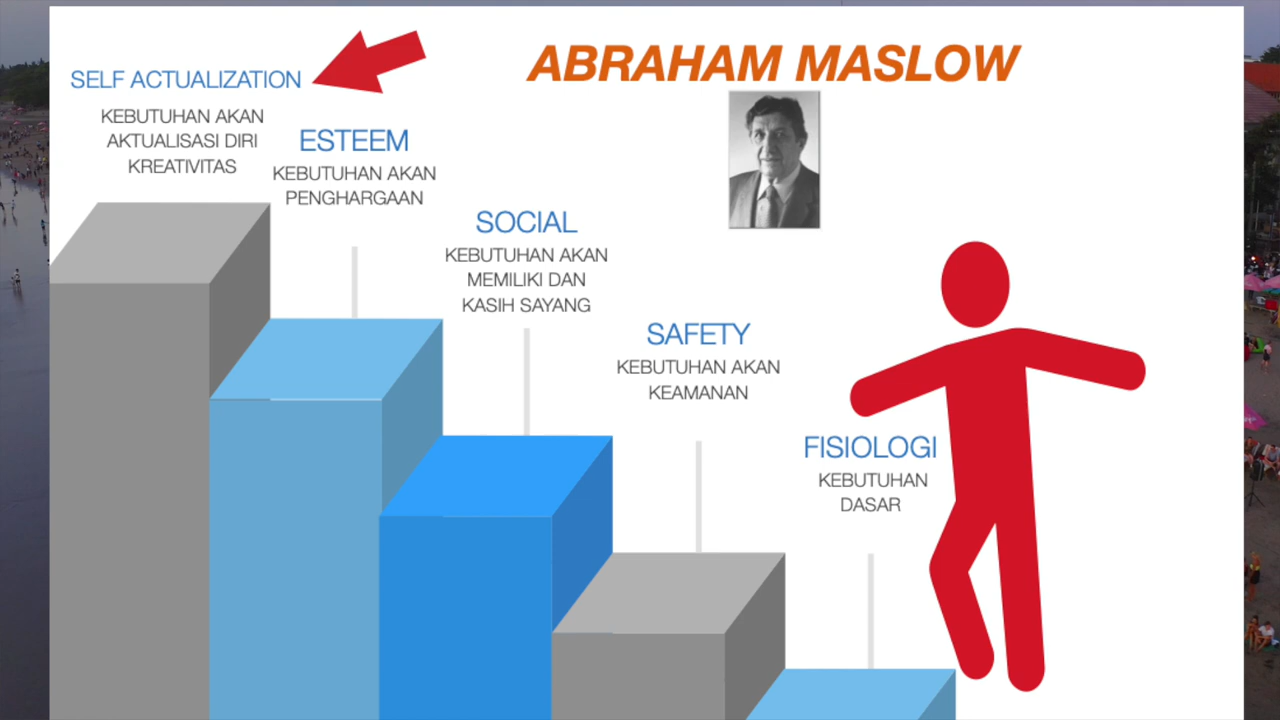 ABRAHAM MASLOW
SELF ACTUALIZATION
KEBUTUHAN AKAN
AKTUALISASI DIRI
KREATIVITAS
ESTEEM
KEBUTUHAN AKAN
PENGHARGAAN
SOCIAL
KEBUTUHAN AKAN
MEMILIKI DAN
KASIH SAYANG
SAFETY
KEBUTUHAN AKAN
KEAMANAN
FISIOLOGI
KEBUTUHAN
DASAR